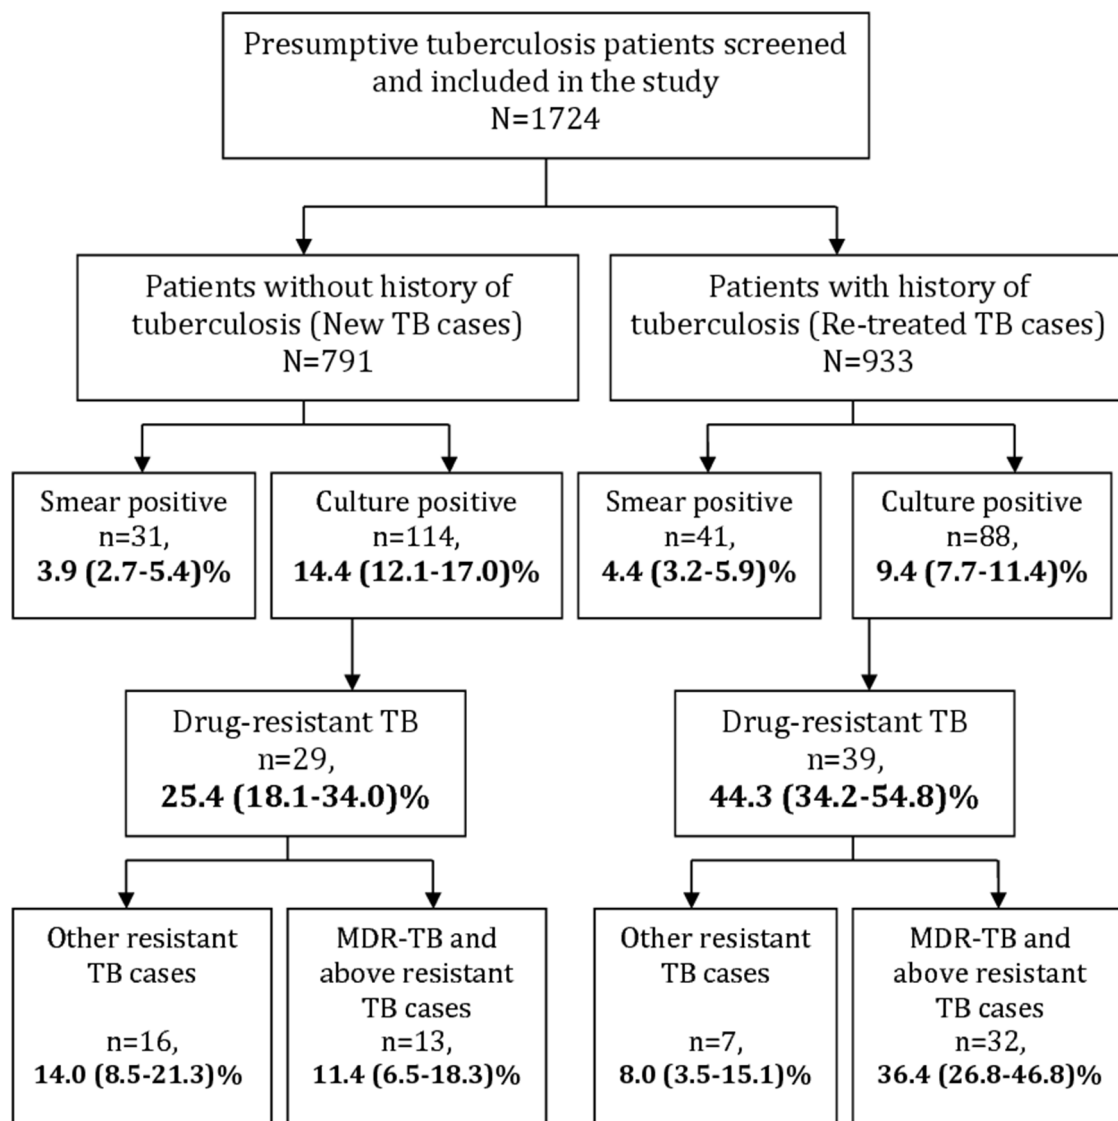 Presumptive tuberculosis patients screened
and included in the study
N=1724
Patients without history of
tuberculosis (New TB cases)
N=791
Patients with history of
tuberculosis (Re-treated TB cases)
N=933
Smear positive
n=31,
3.9 (2.7-5.4)%
Culture positive
n=114,
14.4 (12.1-17.0)%
Smear positive
n=41,
4.4 (3.2-5.9)%
Culture positive
n=88,
9.4 (7.7-11.4)%
Drug-resistant TB
n=29,
25.4 (18.1-34.0)%
Drug-resistant TB
n=39,
44.3 (34.2-54.8)%
Other resistant
TB cases
n=16,
14.0 (8.5-21.3)%
MDR-TB and
above resistant
TB cases
n=13,
11.4 (6.5-18.3)%
Other resistant
TB cases
n=7,
8.0 (3.5-15.1)%
MDR-TB and
above resistant
TB cases
n=32,
36.4 (26.8-46.8)%